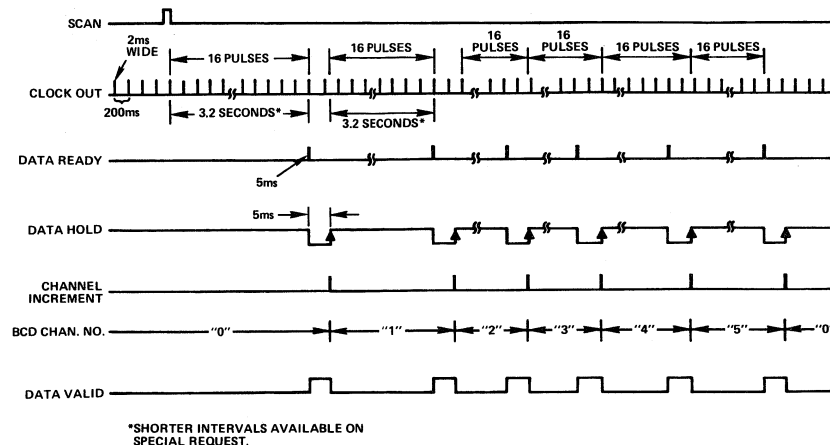 SCAN
2ms
WIDE
16 PULSES
16 PULSES
16
PULSES
16
PULSES
16 PULSES
16 PULSES
CLOCK OUT
200ms
3.2 SECONDS*
3.2 SECONDS*
DATA READY
5ms
5ms
DATA HOLD
CHANNEL
INCREMENT
BCD CHAN. NO.
"0"
"1"
"2"
"3"
"4"
"5"
"0"
DATA VALID
*SHORTER INTERVALS AVAILABLE ON
SPECIAL REQUEST.